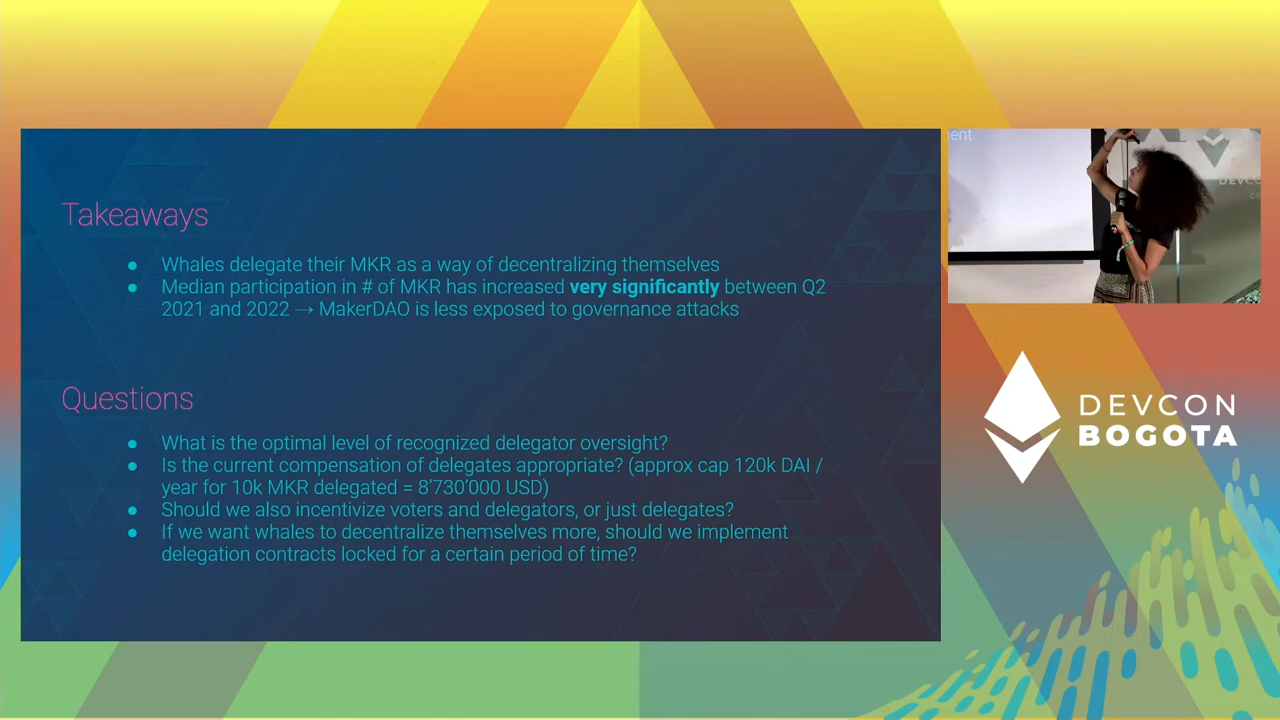 Takeaways
● Whales delegate their MKR as a way of decentralizing themselves
● Median participation in # of MKR has increased very significantly between Q2
2021 and 2022 → MakerDAO is less exposed to governance attacks
Questions
● What is the optimal level of recognized delegator oversight?
● Is the current compensation of delegates appropriate? (approx cap 120k DAI /
year for 10k MKR delegated = 8’730’000 USD)
● Should we also incentivize voters and delegators, or just delegates?
● If we want whales to decentralize themselves more, should we implement
delegation contracts locked for a certain period of time?
ent
DEVCON
BOGOTA